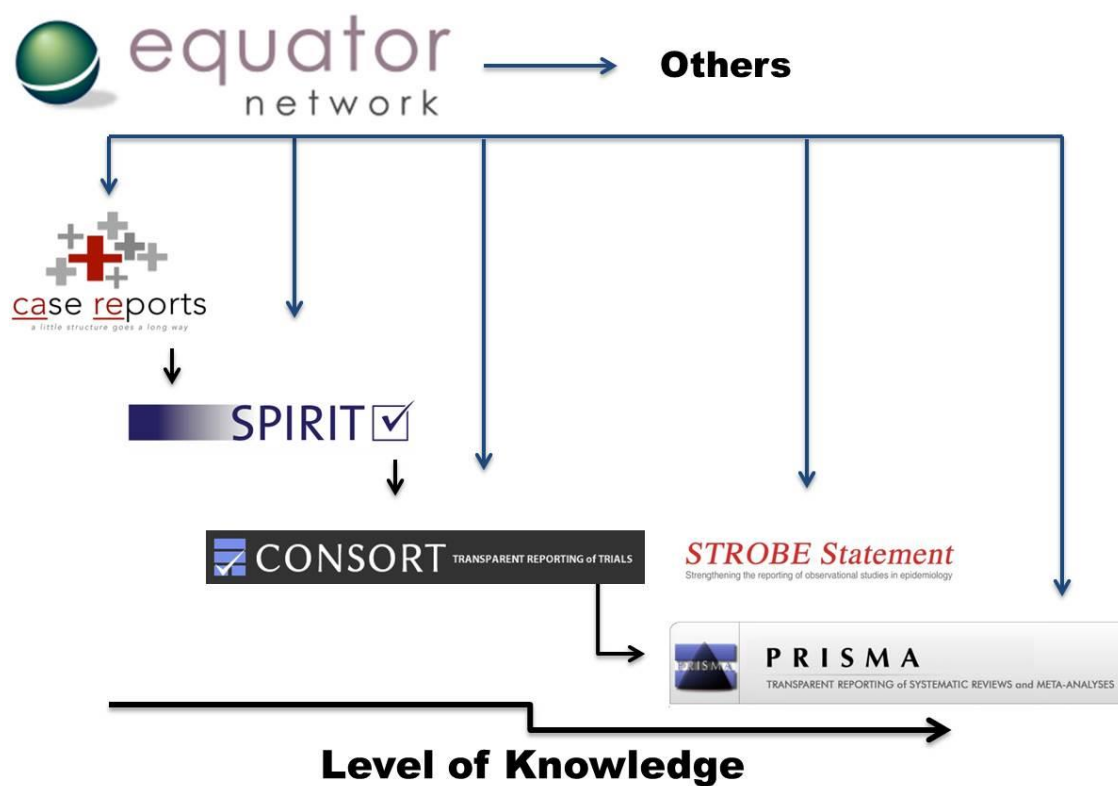 equator
network
Others
case reports
a little structure goes a long way
SPIRIT
CONSORT TRANSPARENT REPORTING of TRIALS
STROBE Statement
Strengthening the reporting of observational studies in epidemiology
PRISMA
PRISMA
TRANSPARENT REPORTING of SYSTEMATIC REVIEWS and META-ANALYSES
Level of Knowledge